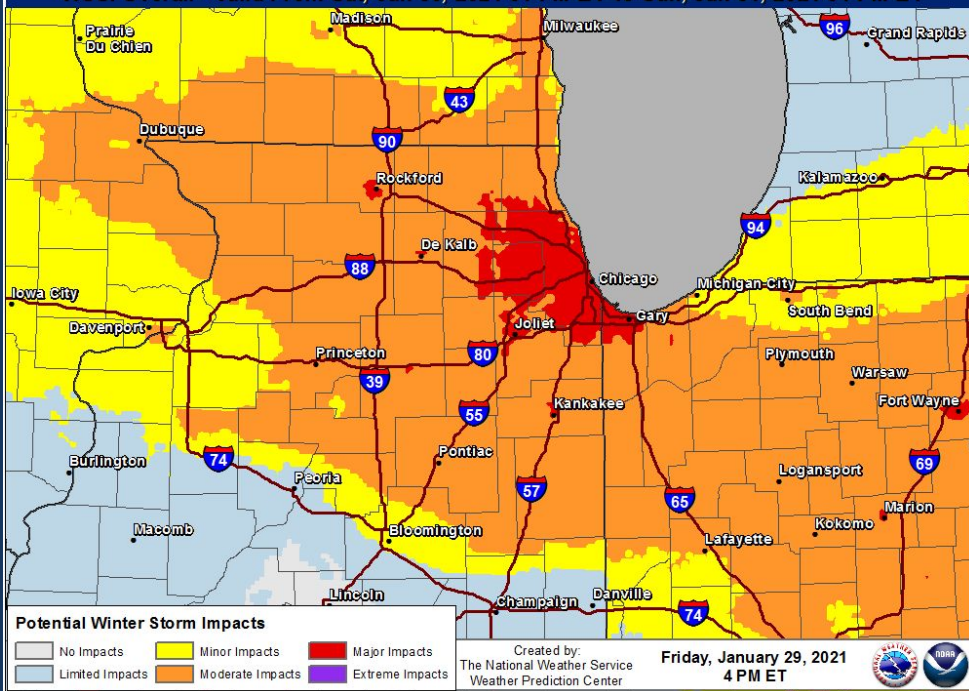 Madison
Milwaukee
96
Grand Rapids
Prairie
Du Chien
43
Dubuque
90
Kalamazoo
Rockford
94
De Kalb
88
Chicago
Michigan City
Iowa City
Gary
South Bend
Davenport
Joliet
Princeton
80
Plymouth
39
Warsaw
55
Kankakee
Fort Wayne
Burlington
74
Pontiac
Logansport
69
Peoria
57
65
Marion
Macomb
Bloomington
Kokomo
Lafayette
Lincoln
Champaign
Danville
74
Potential Winter Storm Impacts
No Impacts
Minor Impacts
Major Impacts
Limited Impacts
Moderate Impacts
Extreme Impacts
Created by:
The National Weather Service
Weather Prediction Center
Friday, January 29, 2021
4 PM ET
NOAA